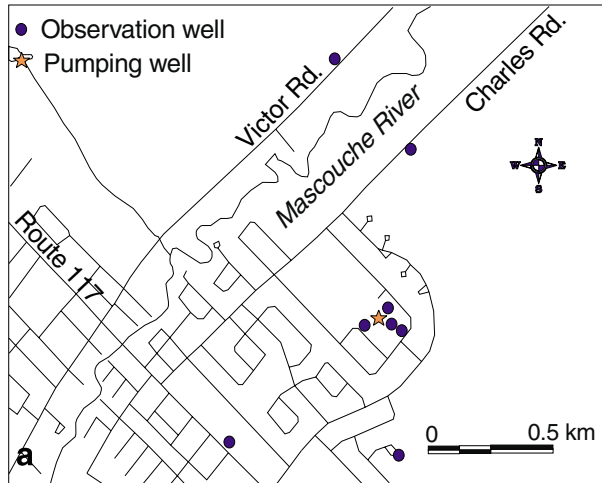 Observation well
Pumping well
Victor Rd.
Charles Rd.
Mascouche River
N
W E
S
Route 117
0 0.5 km
a